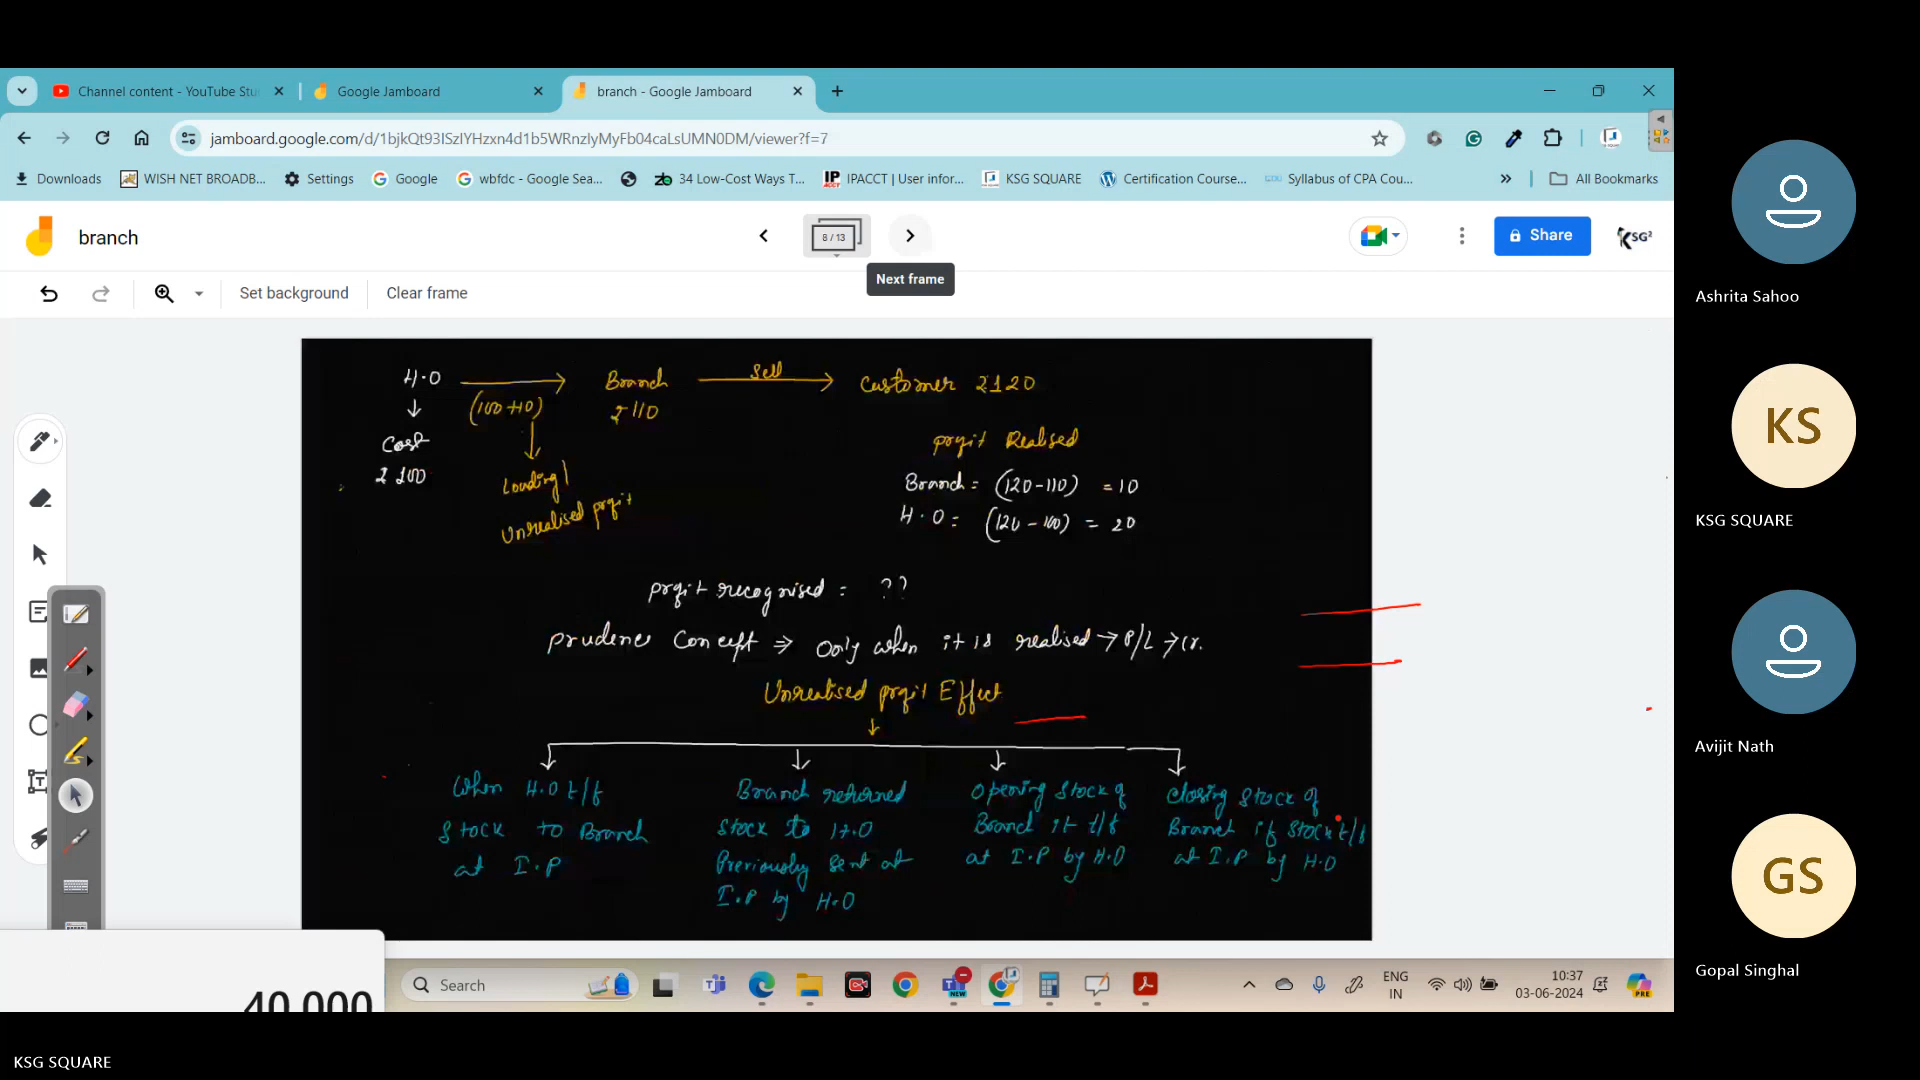 Channel content - YouTube Stu
Google Jamboard
branch - Google Jamboard
jamboard.google.com/d/1bjkQt93ISzlYHzxn4d1b5WRnzIyMyFb04caLsUMN0DM/viewer?f=7
Downloads
WISH NET BROADB...
Settings
Google
wbfdc - Google Sea...
34 Low-Cost Ways T...
IPACCT | User infor...
KSG SQUARE
Certification Course...
Syllabus of CPA Cou...
All Bookmarks
branch
8 / 13
Share
KSG²
Next frame
Set background
Clear frame
H.O
Branch
Sell
Customer ₹120
(100+10)
₹110
Cost
₹100
Loading/
Unrealised profit
profit Realised
Branch = (120-110) = 10
H.O = (120-100) = 20
profit recognised = ??
prudence Concept ⇒ Only when it is realised → P/L → Cr.
Unrealised profit Effect
When H.O t/f
Stock to Branch
at I.P
Branch returned
Stock to H.O
Previously Sent at
I.P by H.O
Opening Stock of
Branch if t/f
at I.P by H.O
Closing Stock of
Branch if Stock t/f
at I.P by H.O
40,000
Search
ENG
IN
10:37
03-06-2024
Ashrita Sahoo
KS
KSG SQUARE
Avijit Nath
GS
Gopal Singhal
KSG SQUARE